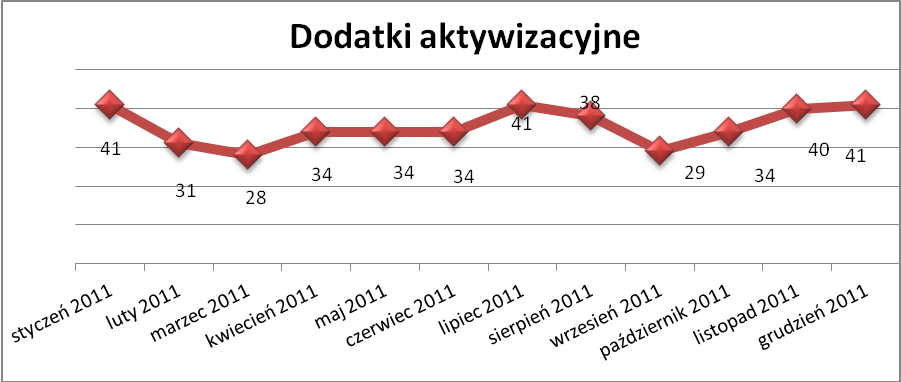 Dodatki aktywizacyjne
41
31
28
34
34
34
41
38
29
34
40
41
styczeń 2011
luty 2011
marzec 2011
kwiecień 2011
maj 2011
czerwiec 2011
lipiec 2011
sierpień 2011
wrzesień 2011
październik 2011
listopad 2011
grudzień 2011